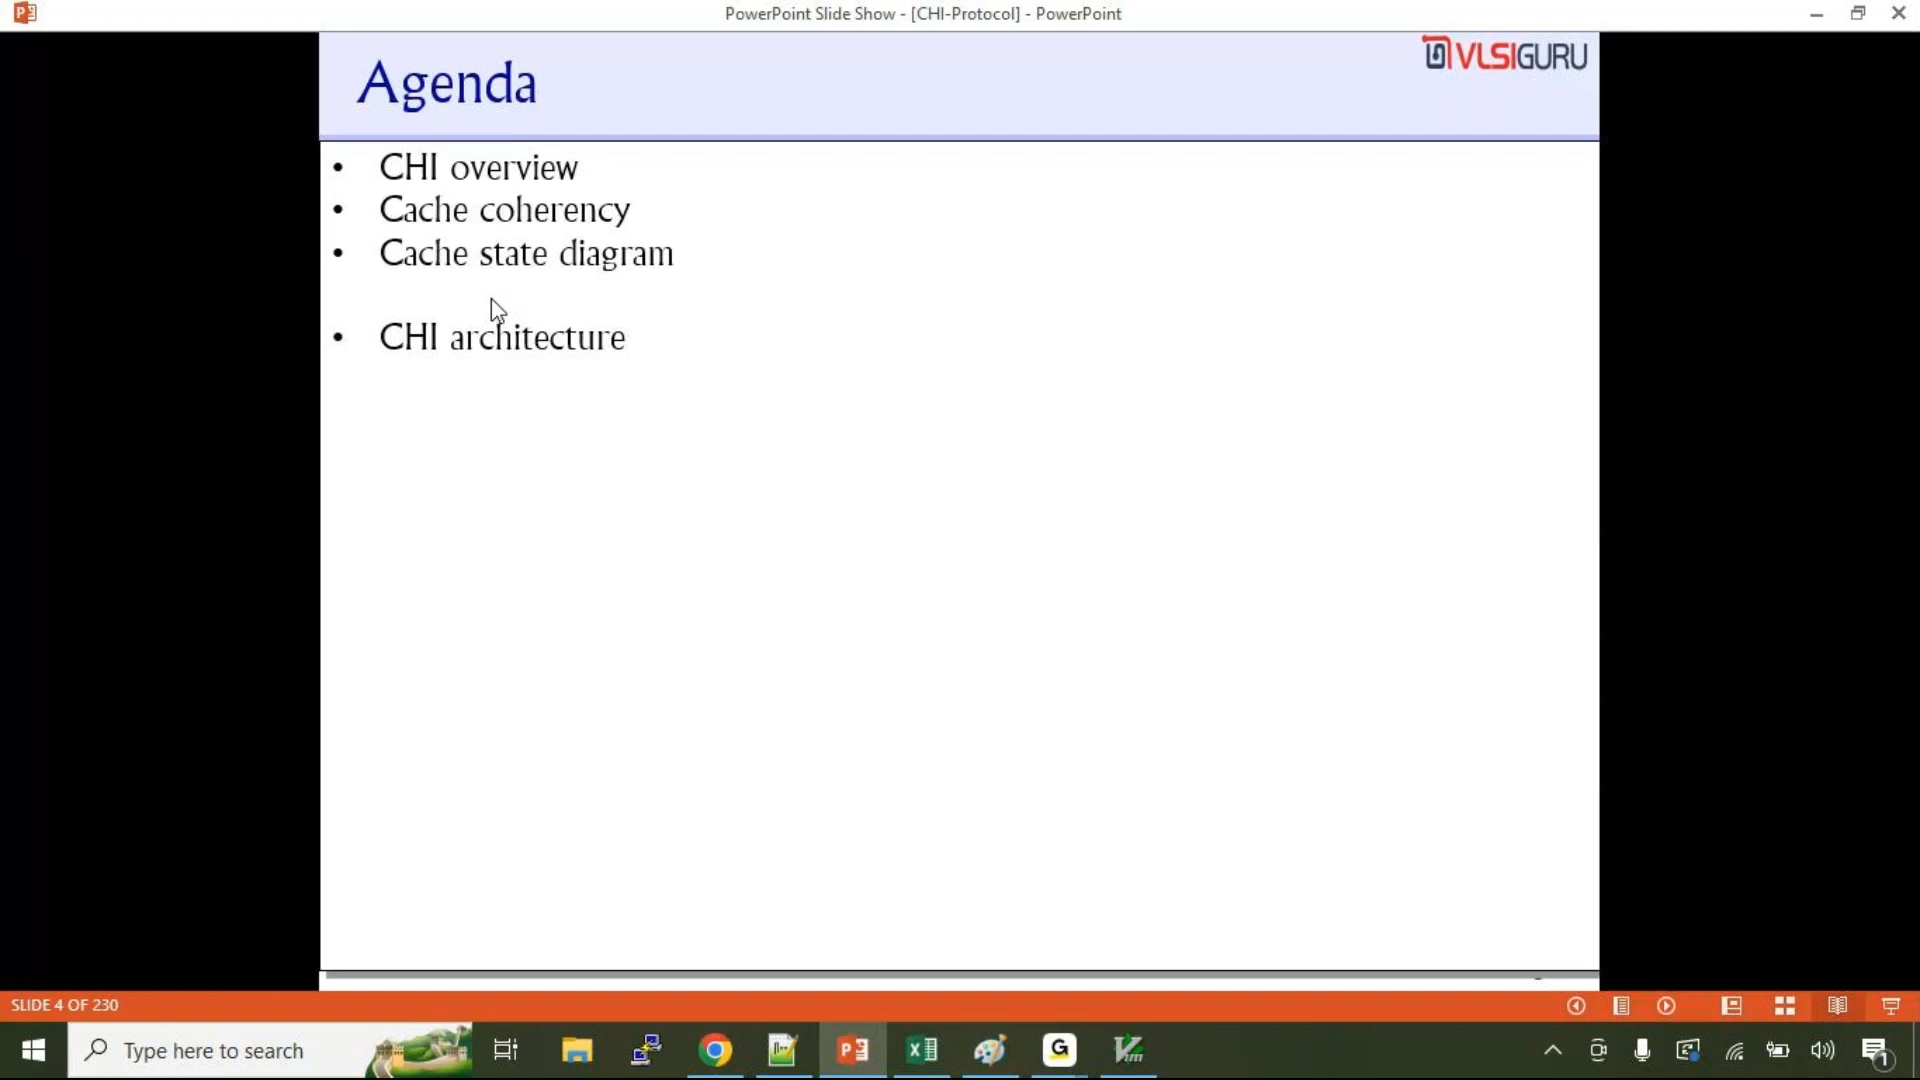 PowerPoint Slide Show - [CHI-Protocol] - PowerPoint
VLSIGURU
Agenda
• CHI overview
• Cache coherency
• Cache state diagram
• CHI architecture
SLIDE 4 OF 230
Type here to search